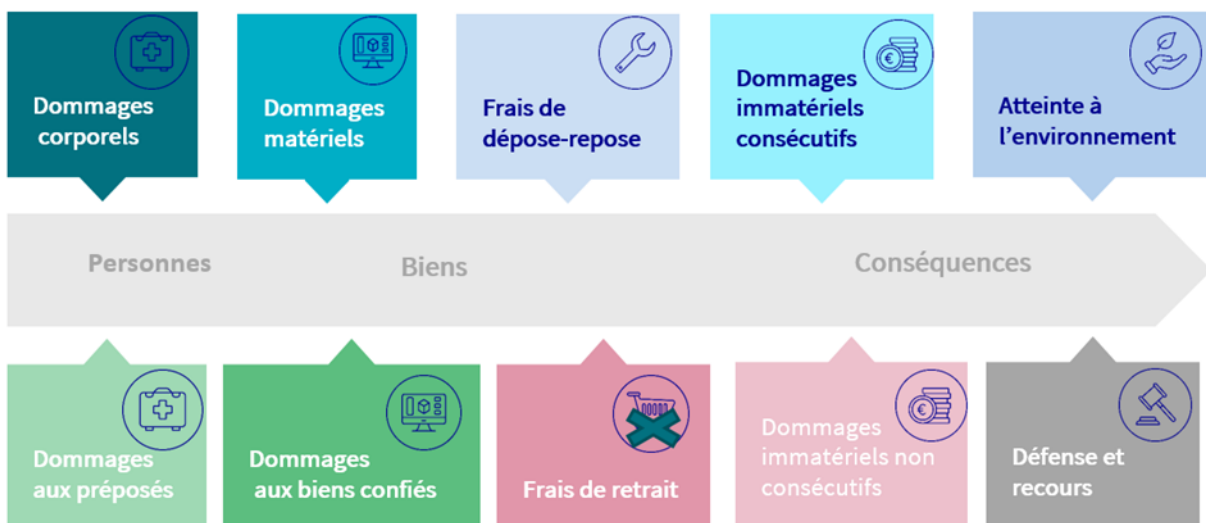 Dommages
corporels
Dommages
matériels
Frais de
dépose-repose
Dommages
immatériels
consécutifs
€
Atteinte à
l'environnement
Personnes
Biens
Conséquences
Dommages
aux préposés
Dommages
aux biens confiés
Frais de retrait
Dommages
immatériels non
consécutifs
€
Défense et
recours